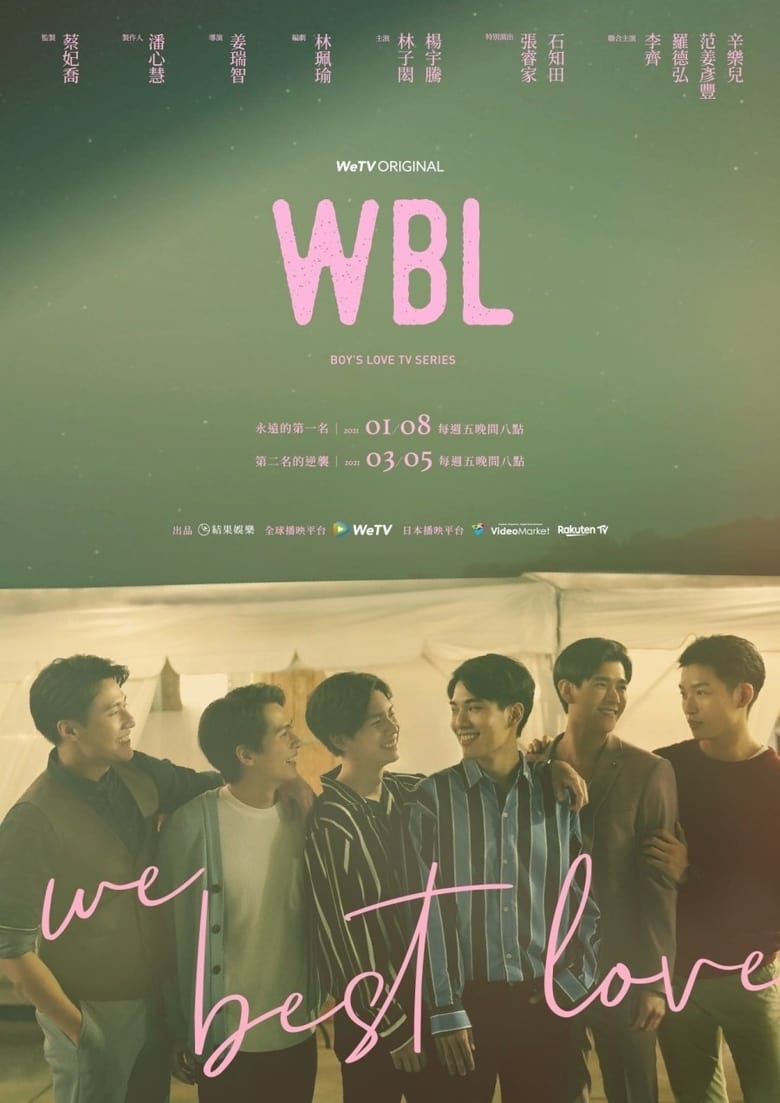 監製 蔡妃喬
製作人 潘心慧
導演 姜瑞智
編劇 林珮瑜
主演 林子閎 楊宇騰
特別演出 張睿家 石知田
聯合主演 李齊 羅德弘 范姜彥豐 辛樂兒
WeTV ORIGINAL
WBL
BOY'S LOVE TV SERIES
永遠的第一名 | 2021 01/08 每週五晚間八點
第二名的逆襲 | 2021 03/05 每週五晚間八點
出品 結果娛樂 全球播映平台 WeTV 日本播映平台 VideoMarket Rakuten TV
we best love